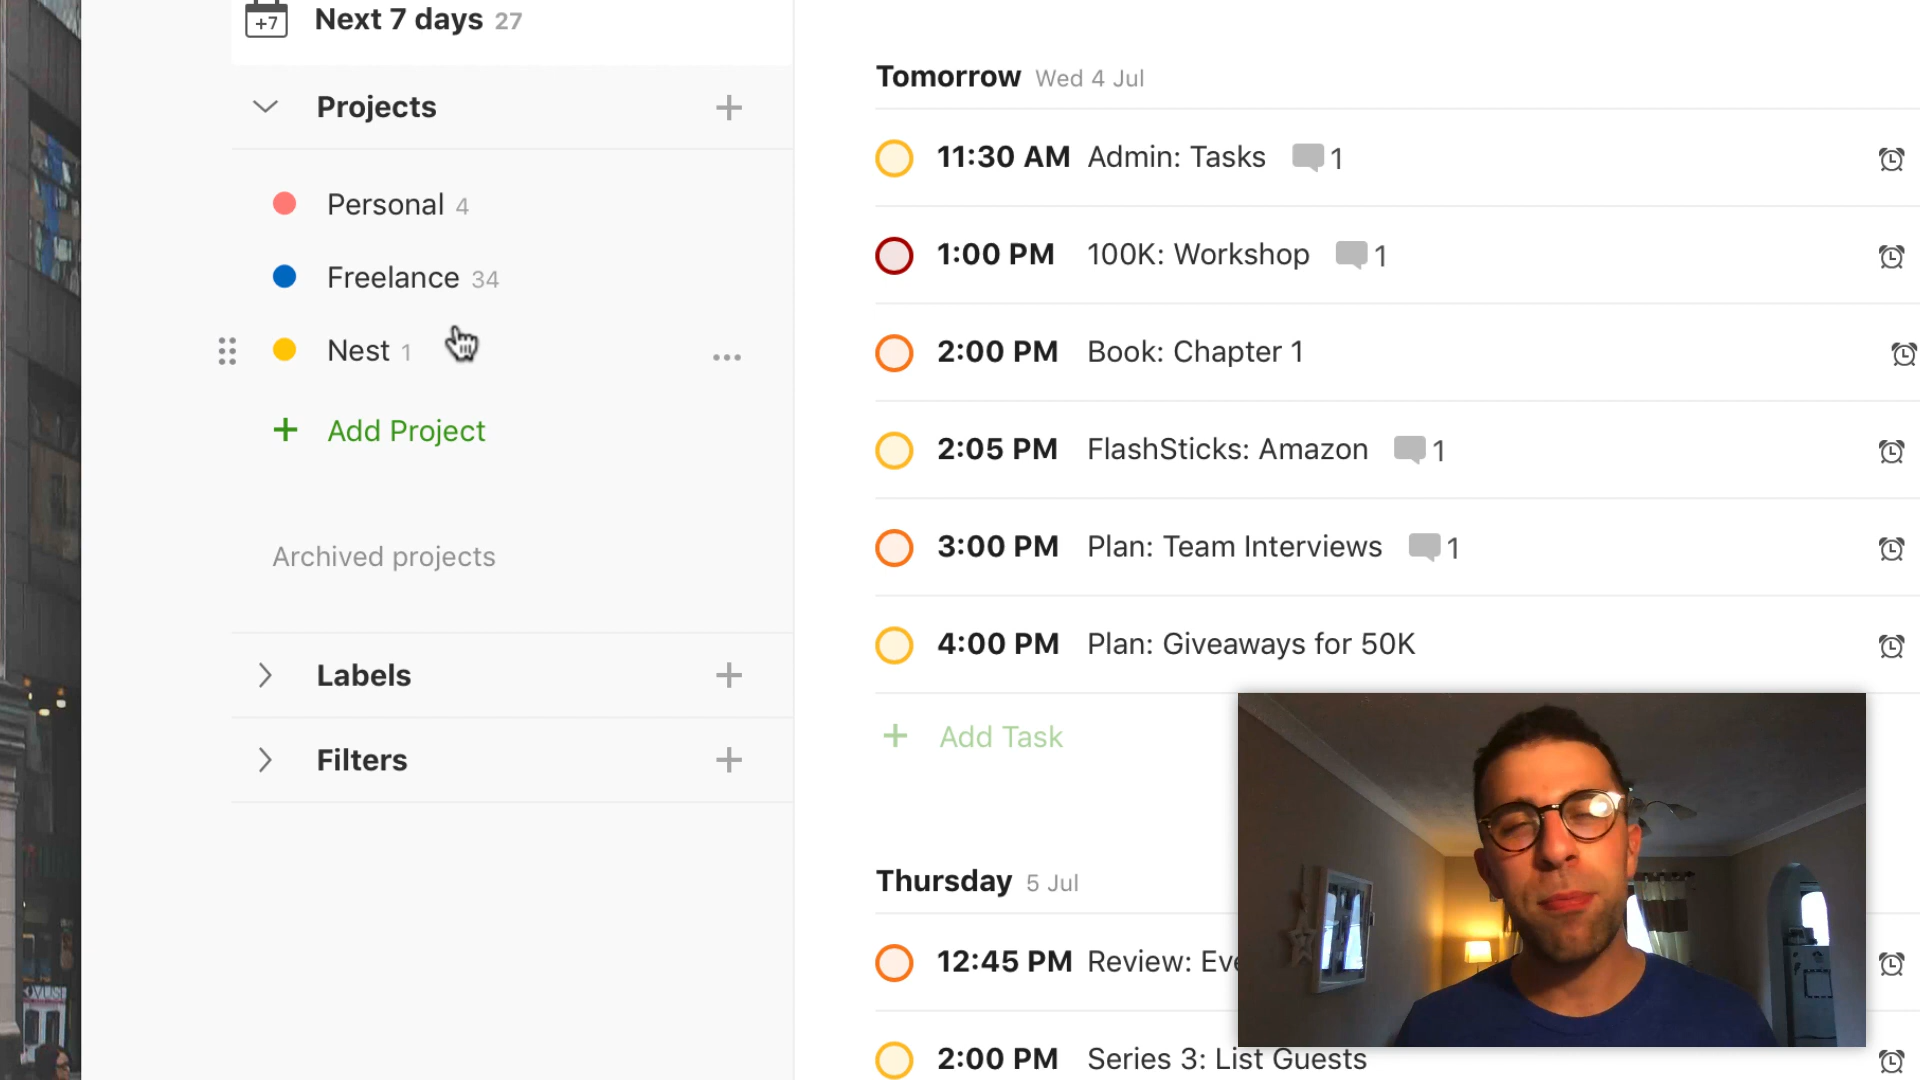 +7 Next 7 days 27
Projects
Personal 4
Freelance 34
Nest 1
Add Project
Archived projects
Labels
Filters
Tomorrow Wed 4 Jul
11:30 AM Admin: Tasks 1
1:00 PM 100K: Workshop 1
2:00 PM Book: Chapter 1
2:05 PM FlashSticks: Amazon 1
3:00 PM Plan: Team Interviews 1
4:00 PM Plan: Giveaways for 50K
Add Task
Thursday 5 Jul
12:45 PM Review:
2:00 PM Series 3: List Guests